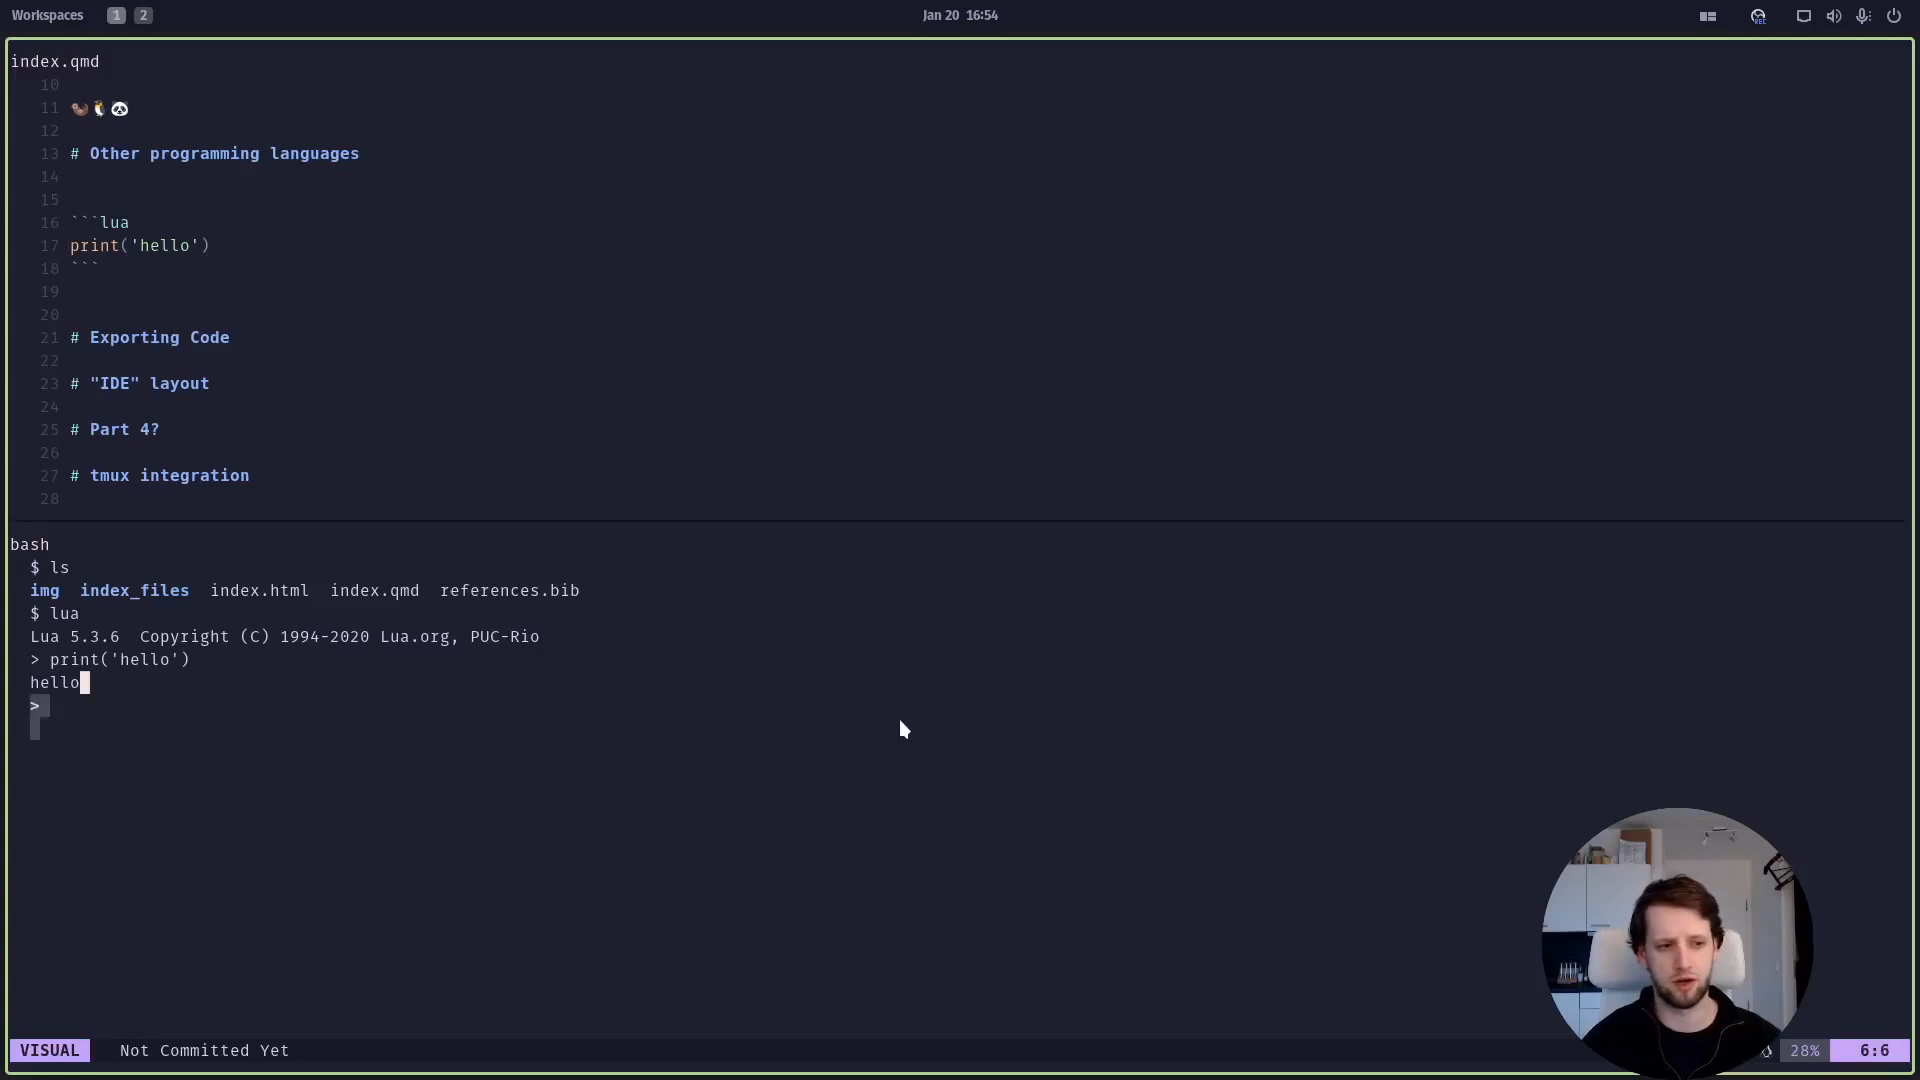 Workspaces 1 2 Jan 20 16:54 REC
index.qmd
10
11 🦦🐧🐼
12
13 # Other programming languages
14
15
16 ```lua
17 print('hello')
18 ```
19
20
21 # Exporting Code
22
23 # "IDE" layout
24
25 # Part 4?
26
27 # tmux integration
28
bash
$ ls
img index_files index.html index.qmd references.bib
$ lua
Lua 5.3.6 Copyright (C) 1994-2020 Lua.org, PUC-Rio
> print('hello')
hello
>
VISUAL Not Committed Yet 28% 6:6